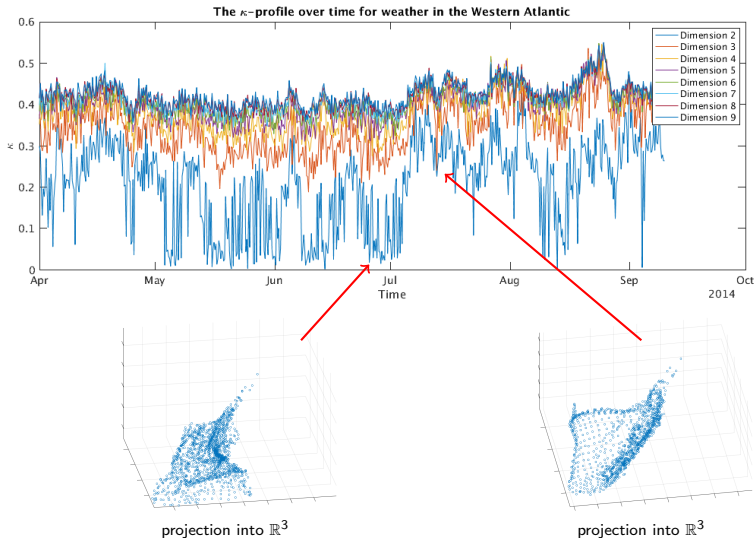 The κ-profile over time for weather in the Western Atlantic
0.6
0.5
0.4
0.3
0.2
0.1
0
κ
Dimension 2
Dimension 3
Dimension 4
Dimension 5
Dimension 6
Dimension 7
Dimension 8
Dimension 9
Apr May Jun Jul Aug Sep Oct
Time
2014
projection into ℝ³
projection into ℝ³